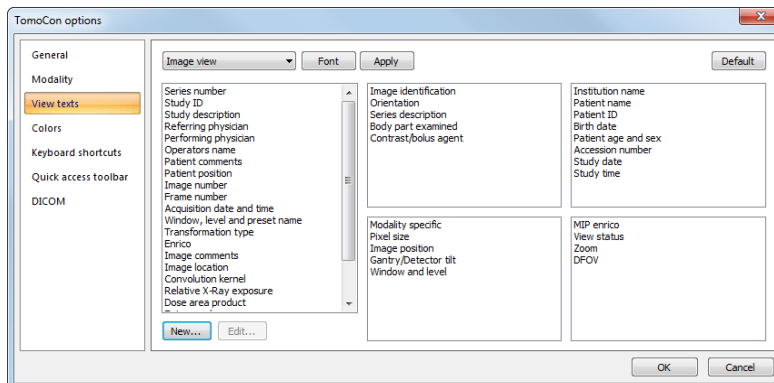 TomoCon options
General
Modality
View texts
Colors
Keyboard shortcuts
Quick access toolbar
DICOM
Image view
Font
Apply
Default
Series number
Study ID
Study description
Referring physician
Performing physician
Operators name
Patient comments
Patient position
Image number
Frame number
Acquisition date and time
Window, level and preset name
Transformation type
Enrico
Image comments
Image location
Convolution kernel
Relative X-Ray exposure
Dose area product
Image identification
Orientation
Series description
Body part examined
Contrast/bolus agent
Institution name
Patient name
Patient ID
Birth date
Patient age and sex
Accession number
Study date
Study time
Modality specific
Pixel size
Image position
Gantry/Detector tilt
Window and level
MIP enrico
View status
Zoom
DFOV
New...
Edit...
OK
Cancel